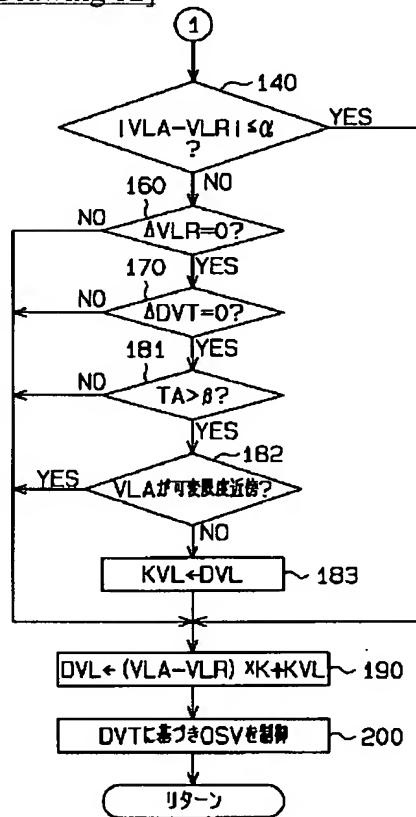 1
140
|VLA-VLR|≤α
?
YES
NO
160
NO
ΔVLR=0?
YES
170
NO
ΔDVT=0?
YES
181
NO
TA>β?
YES
182
YES
VLAが可変限度近傍?
NO
KVL←DVL
183
DVL←(VLA-VLR)×K+KVL
190
DVTに基づきOSVを制御
200
リターン